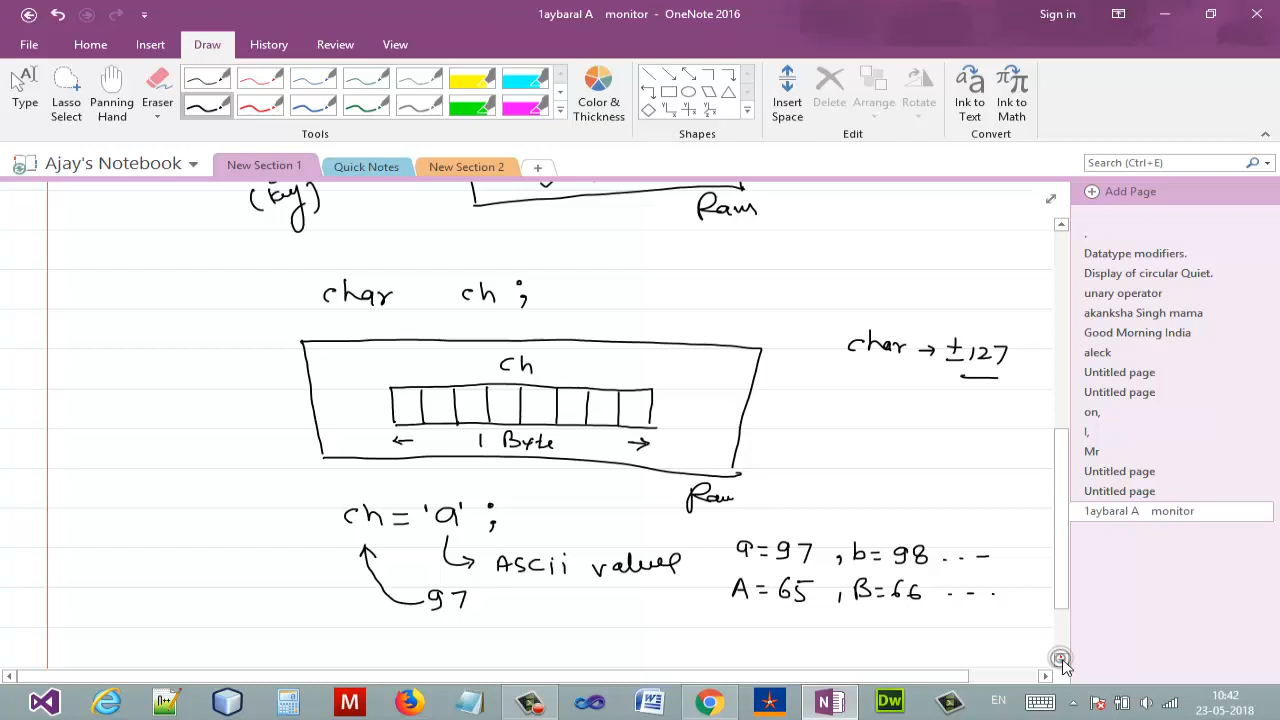 1aybaral A monitor - OneNote 2016
Sign in
File Home Insert Draw History Review View
Type
Lasso Select
Panning Hand
Eraser
Color & Thickness
Insert Space
Delete
Arrange
Rotate
Ink to Text
Ink to Math
Tools
Shapes
Edit
Convert
Ajay's Notebook
New Section 1
Quick Notes
New Section 2
Search (Ctrl+E)
Add Page
.
Datatype modifiers.
Display of circular Quiet.
unary operator
akanksha Singh mama
Good Morning India
aleck
Untitled page
Untitled page
on,
I,
Mr
Untitled page
Untitled page
1aybaral A monitor
Ram
char ch ;
ch
1 Byte
Ram
char → ±127
ch = 'a' ;
ASCii values
97
a = 97 , b = 98 . . . –
A = 65 , B = 66 . . .
EN
10:42
23-05-2018